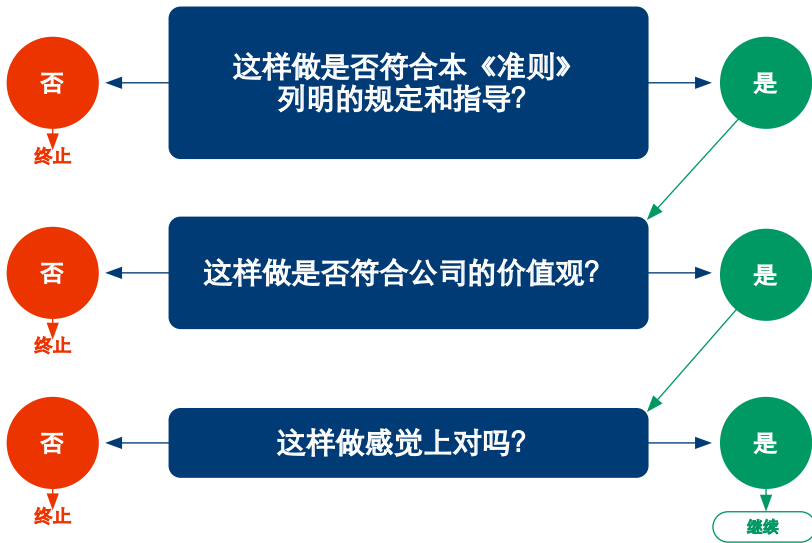 否
这样做是否符合本《准则》
列明的规定和指导?
是
终止
否
这样做是否符合公司的价值观?
是
终止
否
这样做感觉上对吗?
是
终止
继续